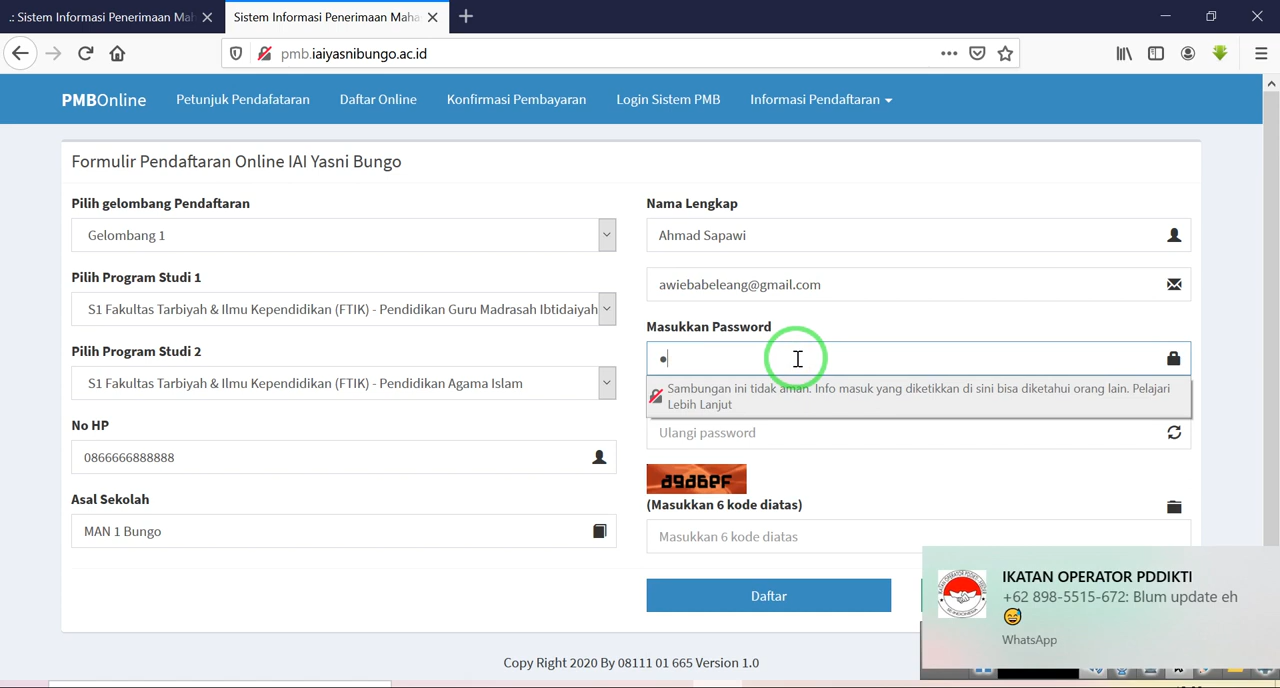 .: Sistem Informasi Penerimaan Mah
Sistem Informasi Penerimaan Maha
pmb.iaiyasnibungo.ac.id
PMBOnline
Petunjuk Pendafataran
Daftar Online
Konfirmasi Pembayaran
Login Sistem PMB
Informasi Pendaftaran
Formulir Pendaftaran Online IAI Yasni Bungo
Pilih gelombang Pendaftaran
Gelombang 1
Pilih Program Studi 1
S1 Fakultas Tarbiyah & Ilmu Kependidikan (FTIK) - Pendidikan Guru Madrasah Ibtidaiyah
Pilih Program Studi 2
S1 Fakultas Tarbiyah & Ilmu Kependidikan (FTIK) - Pendidikan Agama Islam
No HP
0866666888888
Asal Sekolah
MAN 1 Bungo
Nama Lengkap
Ahmad Sapawi
awiebabeleang@gmail.com
Masukkan Password
Sambungan ini tidak aman. Info masuk yang diketikkan di sini bisa diketahui orang lain. Pelajari
Lebih Lanjut
Ulangi password
(Masukkan 6 kode diatas)
Masukkan 6 kode diatas
Daftar
IKATAN OPERATOR PDDIKTI
+62 898-5515-672: Blum update eh
😅
WhatsApp
Copy Right 2020 By 08111 01 665 Version 1.0